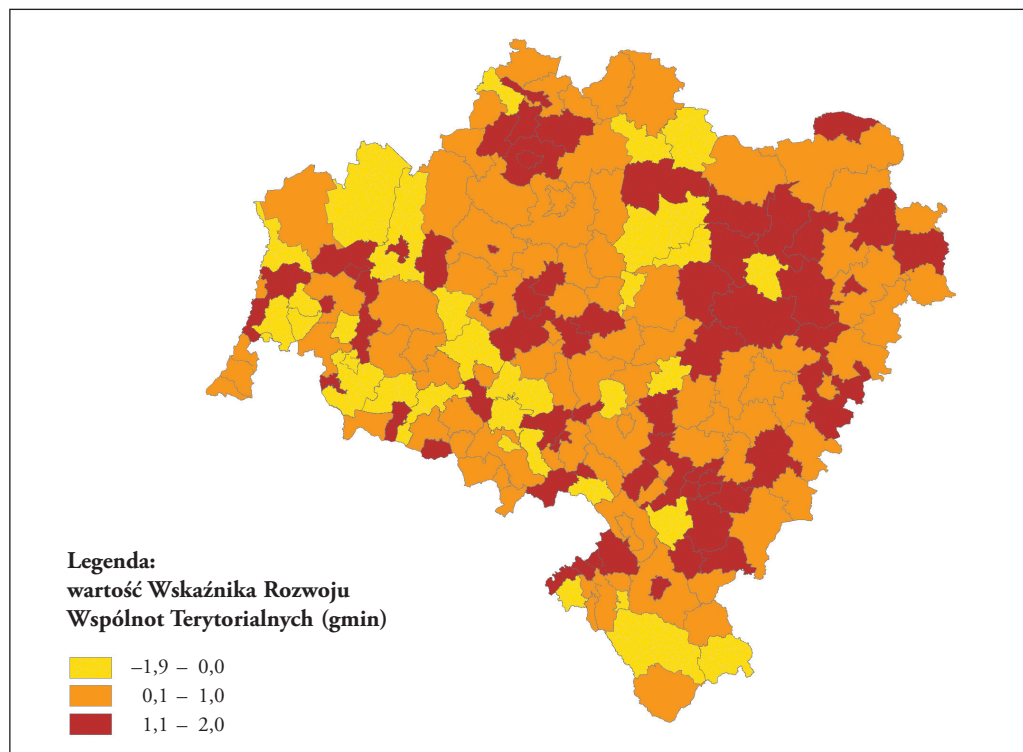 Legenda:
wartość Wskaźnika Rozwoju
Wspólnot Terytorialnych (gmin)
–1,9 – 0,0
0,1 – 1,0
1,1 – 2,0